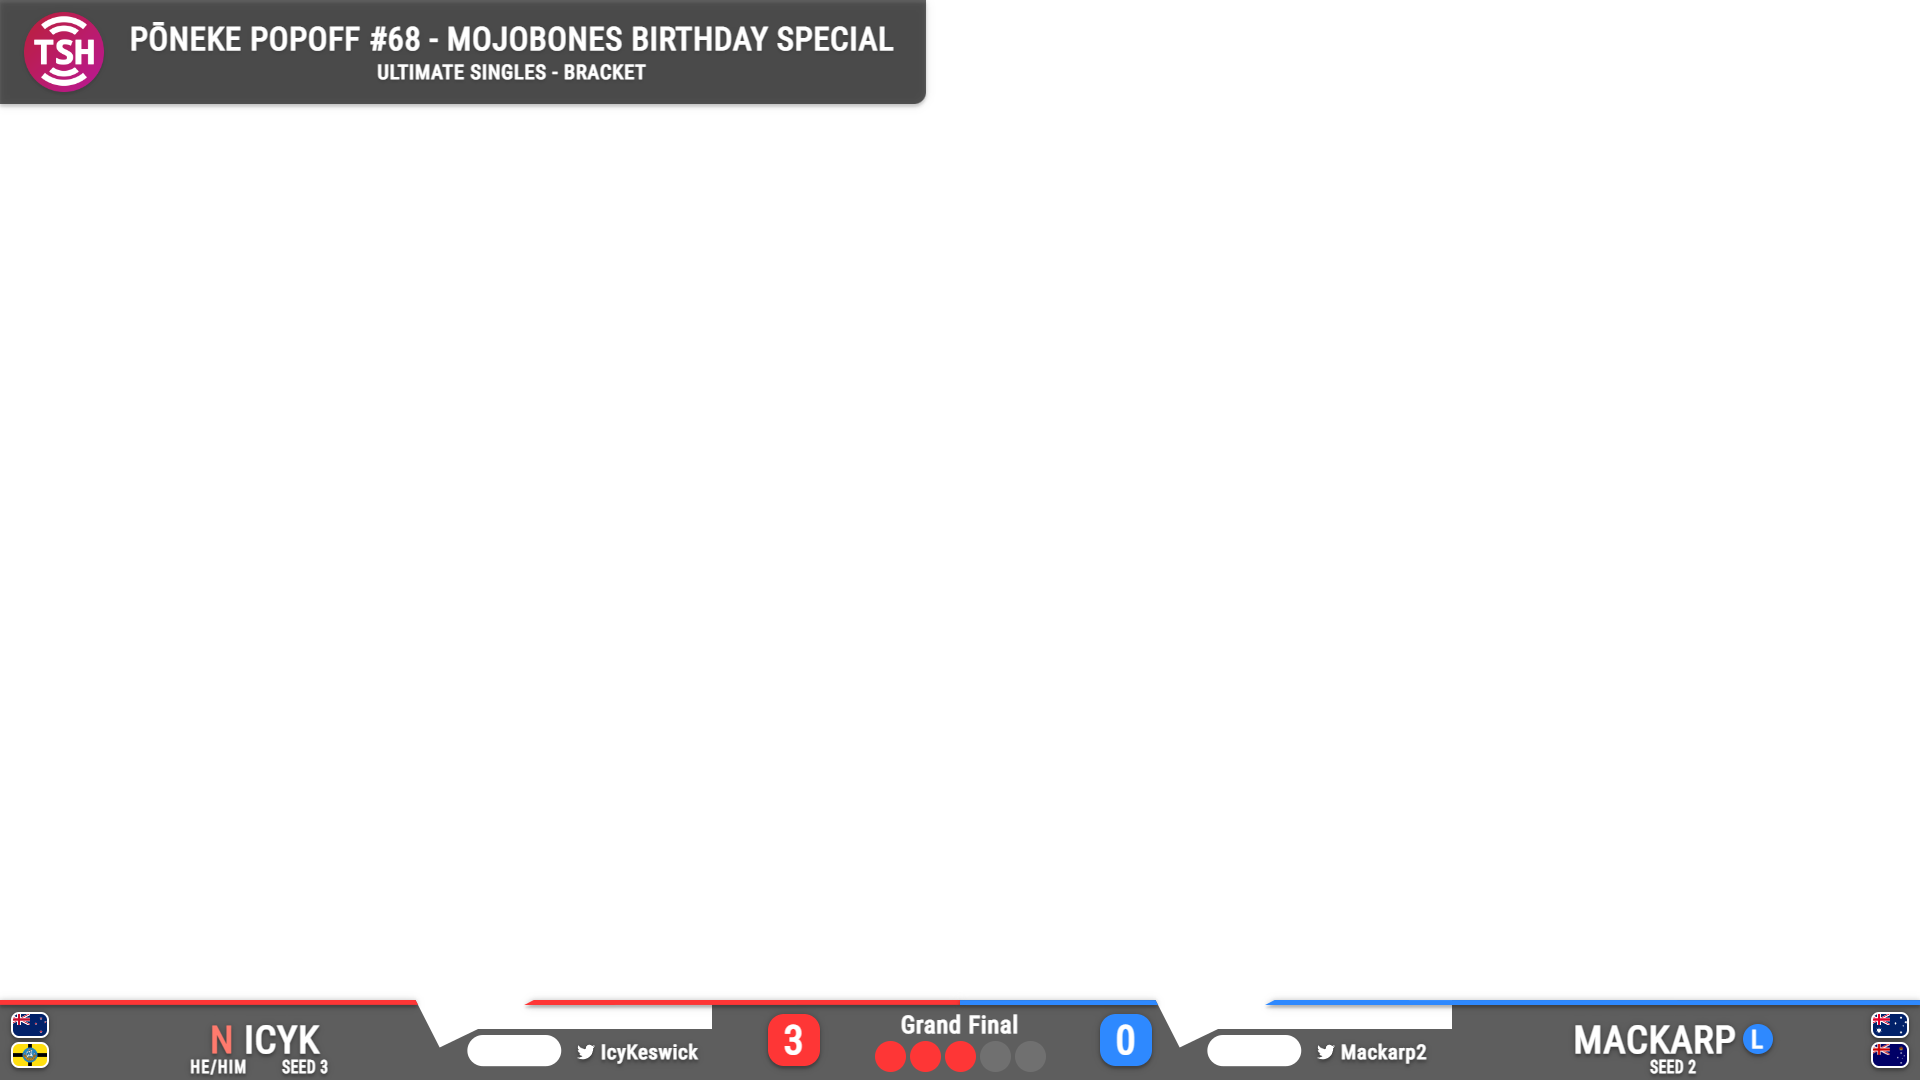 TSH
PŌNEKE POPOFF #68 - MOJOBONES BIRTHDAY SPECIAL
ULTIMATE SINGLES - BRACKET
N ICYK
HE/HIM SEED 3
IcyKeswick
3
Grand Final
0
Mackarp2
MACKARP L
SEED 2